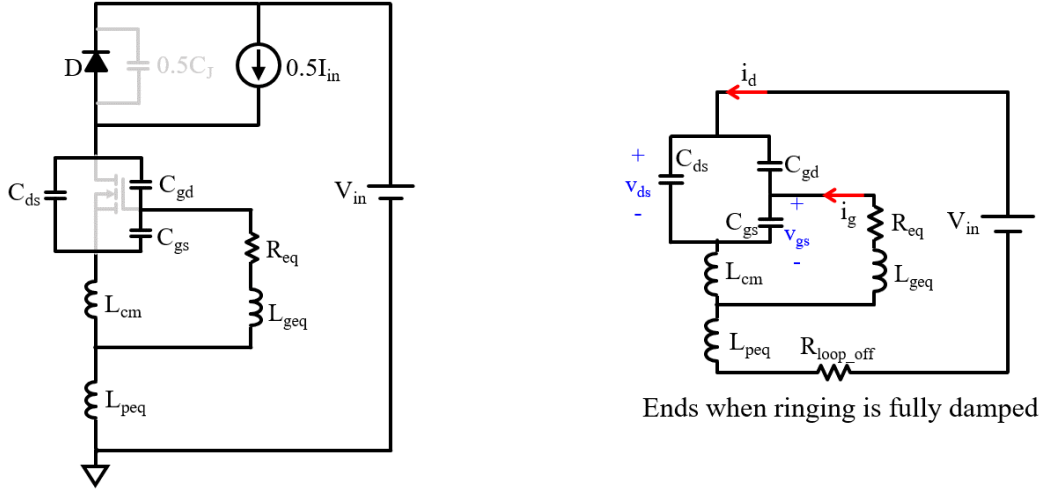 D
0.5C_J
0.5I_in
C_ds
C_gd
C_gs
V_in
R_eq
L_cm
L_geq
L_peq
i_d
+
v_ds
-
C_ds
C_gd
i_g
C_gs
+
v_gs
-
R_eq
V_in
L_cm
L_geq
L_peq
R_loop_off
Ends when ringing is fully damped